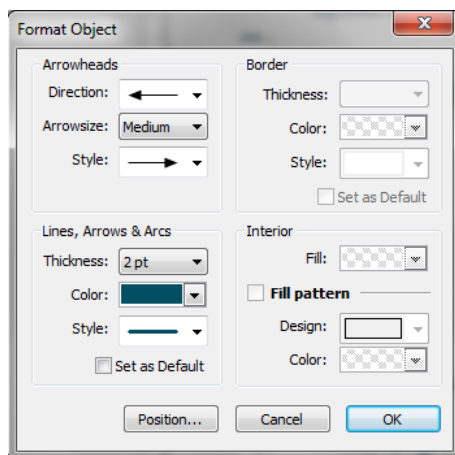 Format Object
Arrowheads
Direction:
Arrowsize: Medium
Style:
Border
Thickness:
Color:
Style:
Set as Default
Lines, Arrows & Arcs
Thickness: 2 pt
Color:
Style:
Set as Default
Interior
Fill:
Fill pattern
Design:
Color:
Position... Cancel OK